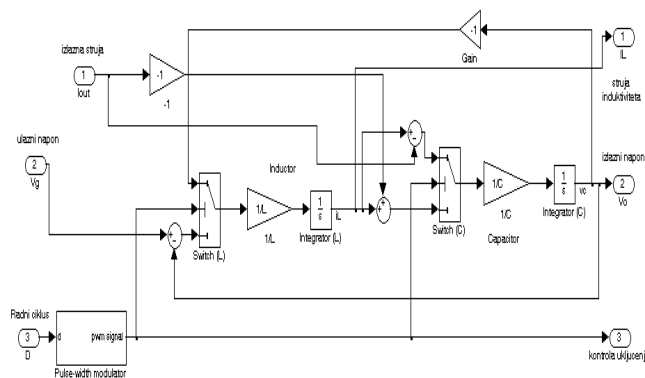 -1
1
IL
Gain
izlazna struja
1
Iout
-1
-1
struja
induktiviteta
ulazni napon
2
Vg
Inductor
izlazni napon
1/L
1
s
iL
1/C
1
s
vc
2
Vo
1/L
Integrator (L)
1/C
Integrator (C)
Switch (L)
Switch (C)
Capacitor
Radni ciklus
3
D
d
pwm signal
3
kontrola ukljucenj
Pulse-width modulator